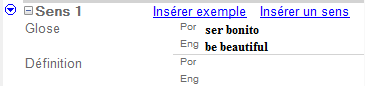 Sens 1 Insérer exemple Insérer un sens
Glose Por ser bonito
Eng be beautiful
Définition Por
Eng